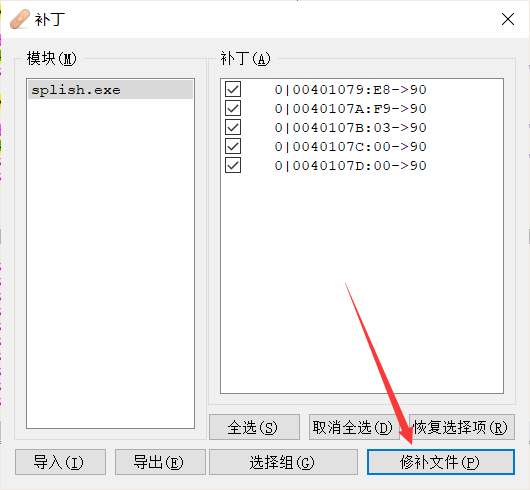 补丁
模块(M)
补丁(A)
splish.exe
0|00401079:E8->90
0|0040107A:F9->90
0|0040107B:03->90
0|0040107C:00->90
0|0040107D:00->90
全选(S)
取消全选(D)
恢复选择项(R)
导入(I)
导出(E)
选择组(G)
修补文件(P)